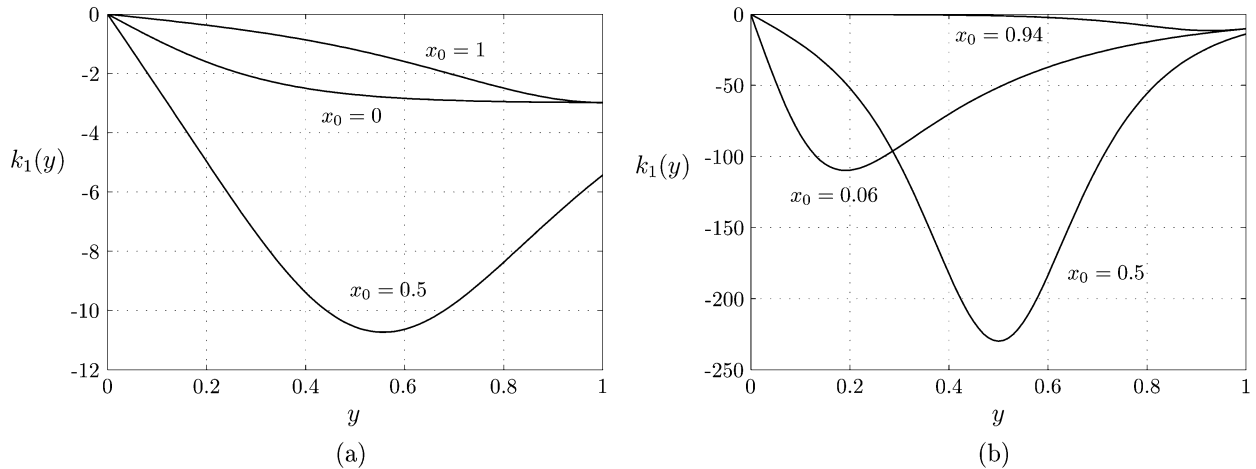 0
-2
-4
-6
-8
-10
-12
k₁(y)
x₀ = 1
x₀ = 0
x₀ = 0.5
0 0.2 0.4 0.6 0.8 1
y
(a)
0
-50
-100
-150
-200
-250
k₁(y)
x₀ = 0.94
x₀ = 0.06
x₀ = 0.5
0 0.2 0.4 0.6 0.8 1
y
(b)